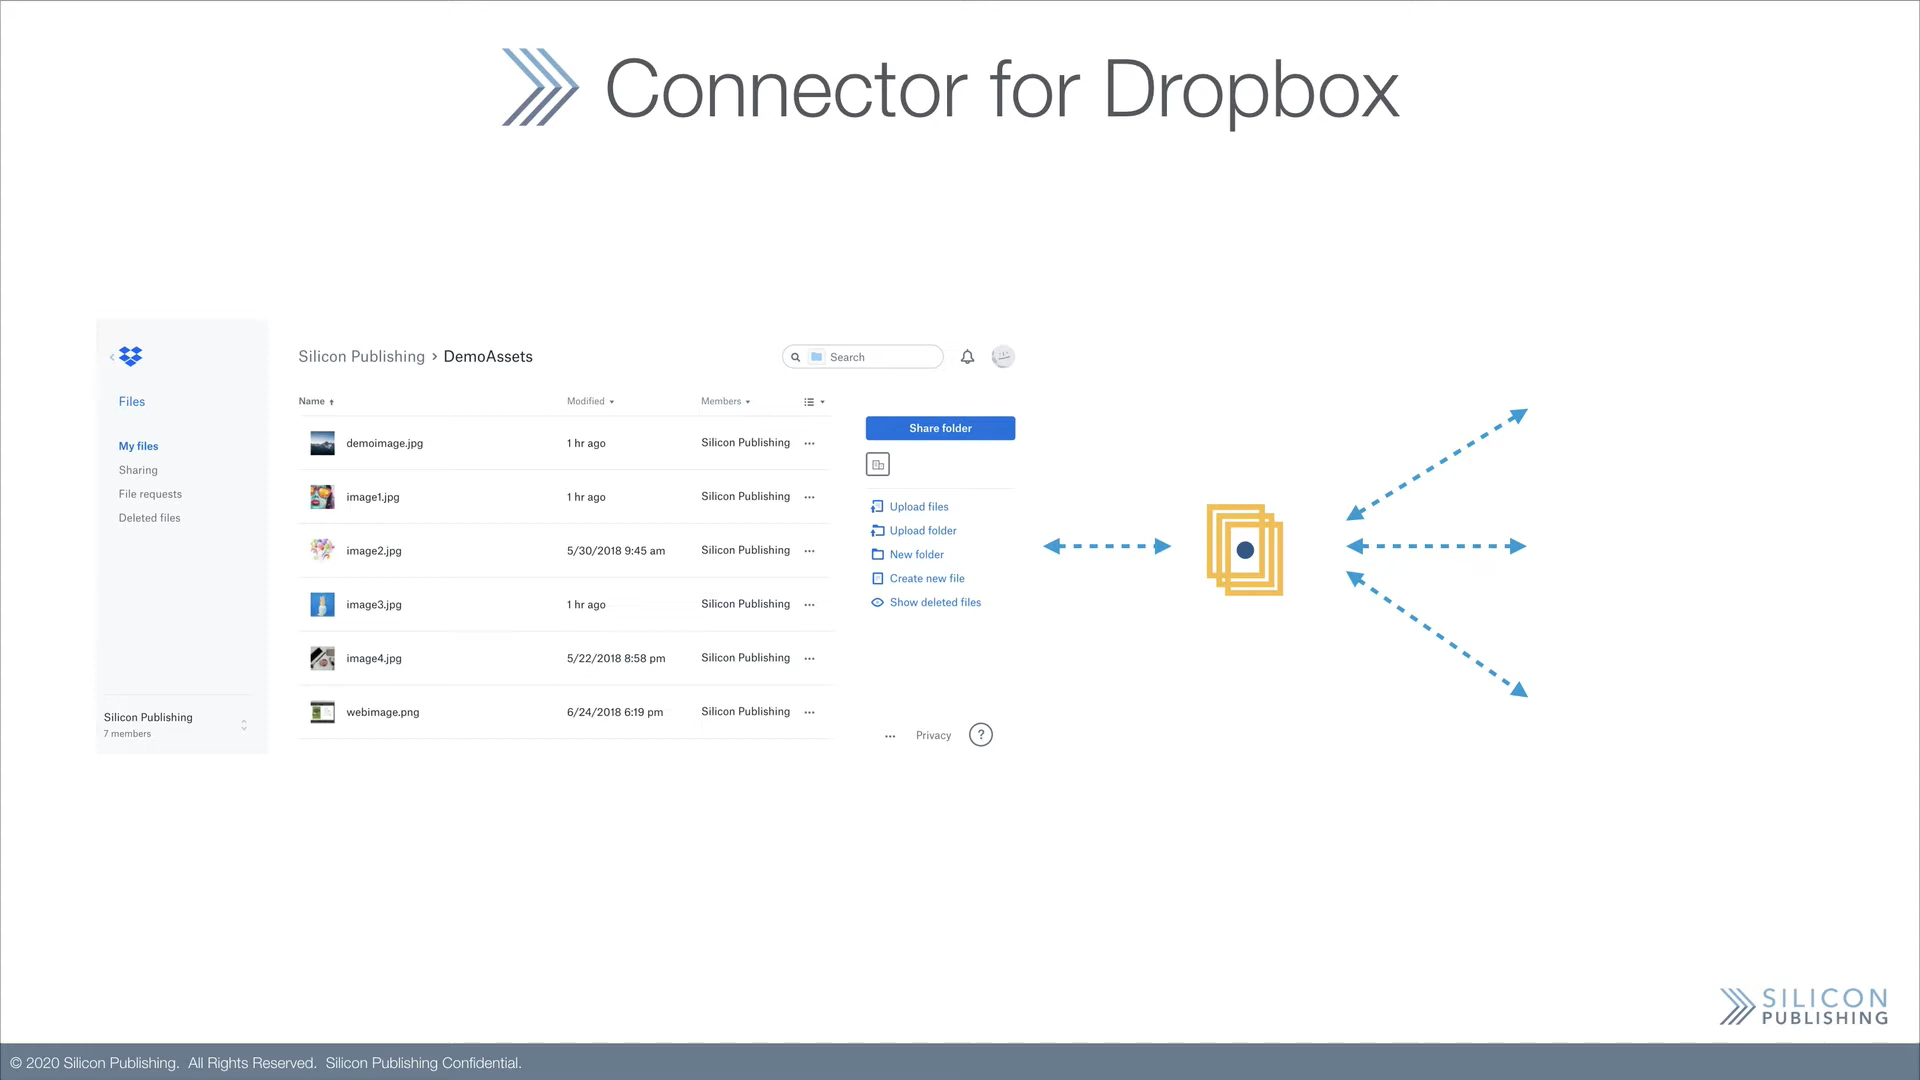 Connector for Dropbox
Silicon Publishing › DemoAssets
Search
Files
My files
Sharing
File requests
Deleted files
Silicon Publishing
7 members
Name Modified Members
demoimage.jpg 1 hr ago Silicon Publishing
image1.jpg 1 hr ago Silicon Publishing
image2.jpg 5/30/2018 9:45 am Silicon Publishing
image3.jpg 1 hr ago Silicon Publishing
image4.jpg 5/22/2018 8:58 pm Silicon Publishing
webimage.png 6/24/2018 6:19 pm Silicon Publishing
Share folder
Upload files
Upload folder
New folder
Create new file
Show deleted files
Privacy ?
SILICON
PUBLISHING
© 2020 Silicon Publishing. All Rights Reserved. Silicon Publishing Confidential.